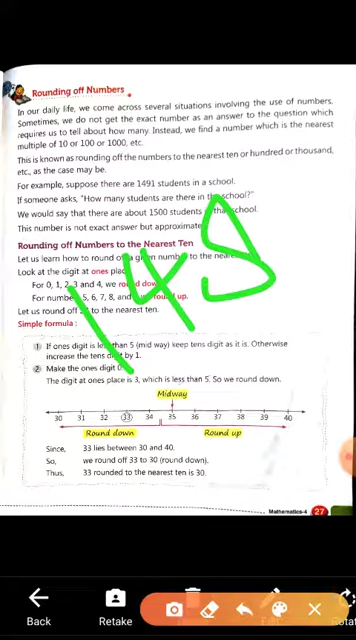 Rounding off Numbers
In our daily life, we come across several situations involving the use of numbers.
Sometimes, we do not get the exact number as an answer to the question which
requires us to tell about how many. Instead, we find a number which is the nearest
multiple of 10 or 100 or 1000, etc.
This is known as rounding off the numbers to the nearest ten or hundred or thousand,
etc., as the case may be.
For example, suppose there are 1491 students in a school.
If someone asks, "How many students are there in the school?"
We would say that there are about 1500 students school.
This number is not exact answer but approximate
Rounding off Numbers to the Nearest Ten
Let us learn how to round of given number to the
Look at the digit at ones
For 0, 1, 2, 3 and 4, we round
For 5, 6, 7, 8, and round up.
Let us round off to the nearest ten.
Simple formula :
1 If ones digit is less than 5 (mid way) keep tens digit as it is. Otherwise
increase the tens digit by 1.
2 Make the ones digit
The digit at ones place is 3, which is less than 5. So we round down.
Midway
30 31 32 33 34 35 36 37 38 39 40
Round down Round up
Since, 33 lies between 30 and 40.
So, we round off 33 to 30 (round down).
Thus, 33 rounded to the nearest ten is 30.
Mathematics-4 27
148
Back Retake